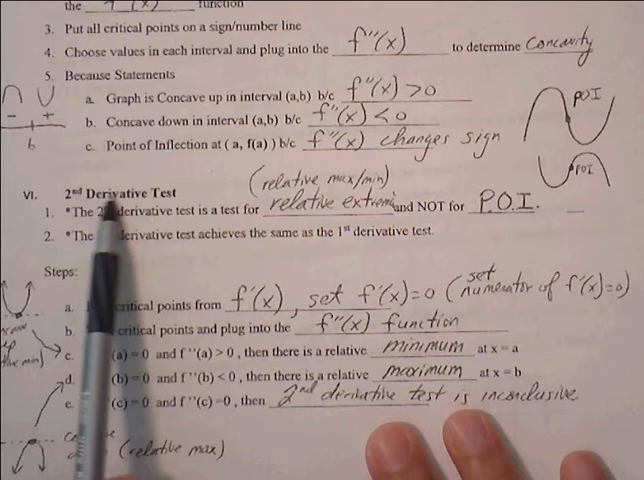 the f"(x) function
3. Put all critical points on a sign/number line
4. Choose values in each interval and plug into the f"(x) to determine Concavity
5. Because Statements
a. Graph is Concave up in interval (a,b) b/c f"(x) > 0
- +
b. Concave down in interval (a,b) b/c f"(x) < 0
POI
b
c. Point of Inflection at ( a, f(a) ) b/c f"(x) changes sign
POI
(relative max/min)
VI. 2nd Derivative Test
1. *The 2 derivative test is a test for relative extrema and NOT for P.O.I.
2. *The derivative test achieves the same as the 1st derivative test.
Steps:
a. critical points from f'(x), set f'(x)=0 (set numerator of f'(x)=0)
b. critical points and plug into the f"(x) function
up
c. (a) = 0 and f ''(a) > 0, then there is a relative minimum at x = a
d. (b) = 0 and f ''(b) < 0, then there is a relative maximum at x = b
e. (c) = 0 and f ''(c) =0, then 2nd derivative test is inconclusive
(relative max)